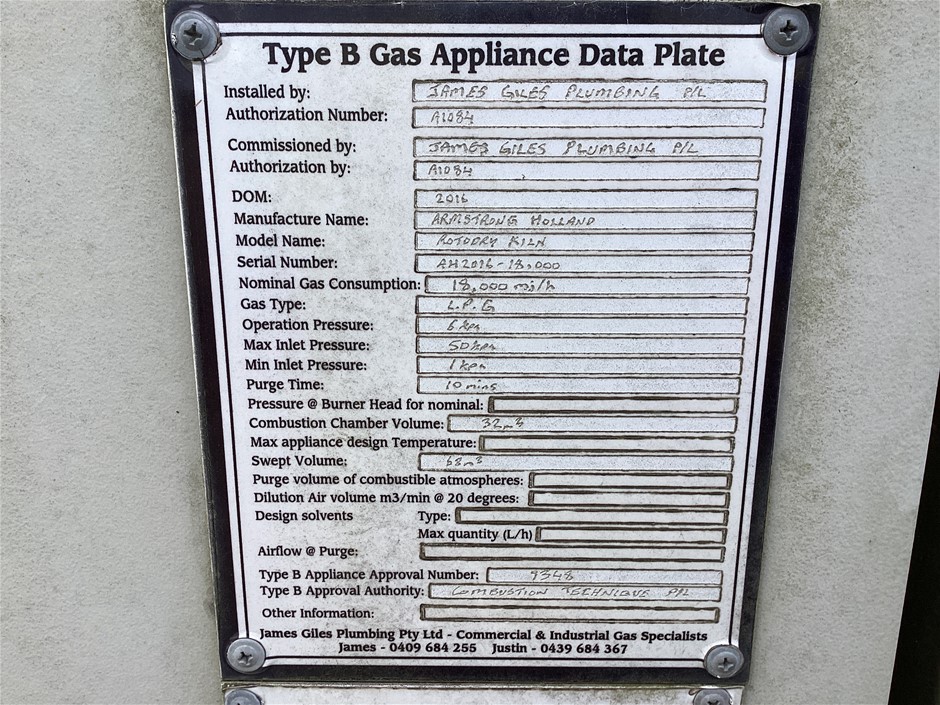 Type B Gas Appliance Data Plate
Installed by: JAMES GILES PLUMBING P/L
Authorization Number: A1084
Commissioned by: JAMES GILES PLUMBING P/L
Authorization by: A1084
DOM: 2016
Manufacture Name: ARMSTRONG HOLLAND
Model Name: ROTODRY KILN
Serial Number: AH2016-18,000
Nominal Gas Consumption: 18,000 mj/h
Gas Type: L.P.G
Operation Pressure: 6 kpa
Max Inlet Pressure: 50 kpa
Min Inlet Pressure: 1 kpa
Purge Time: 10 mins
Pressure @ Burner Head for nominal:
Combustion Chamber Volume: 32m3
Max appliance design Temperature:
Swept Volume: 68m3
Purge volume of combustible atmospheres:
Dilution Air volume m3/min @ 20 degrees:
Design solvents Type:
Max quantity (L/h)
Airflow @ Purge:
Type B Appliance Approval Number: 9348
Type B Approval Authority: COMBUSTION TECHNIQUE P/L
Other Information:
James Giles Plumbing Pty Ltd - Commercial & Industrial Gas Specialists
James - 0409 684 255 Justin - 0439 684 367